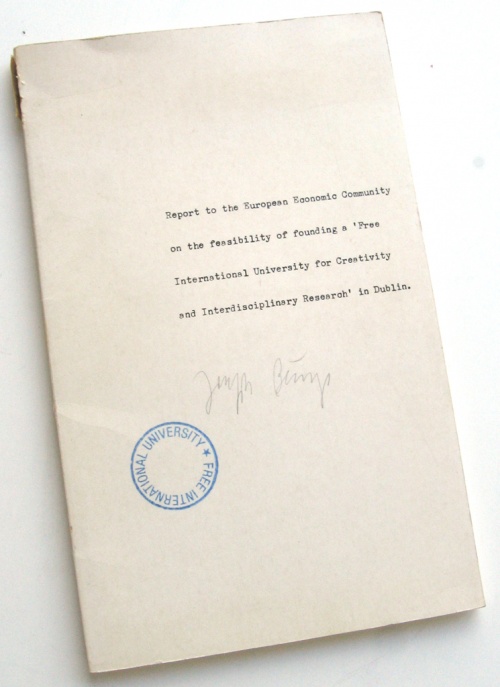 Report to the European Economic Community
on the feasibility of founding a 'Free
International University for Creativity
and Interdisciplinary Research' in Dublin.
Joseph Beuys
FREE INTERNATIONAL UNIVERSITY ★